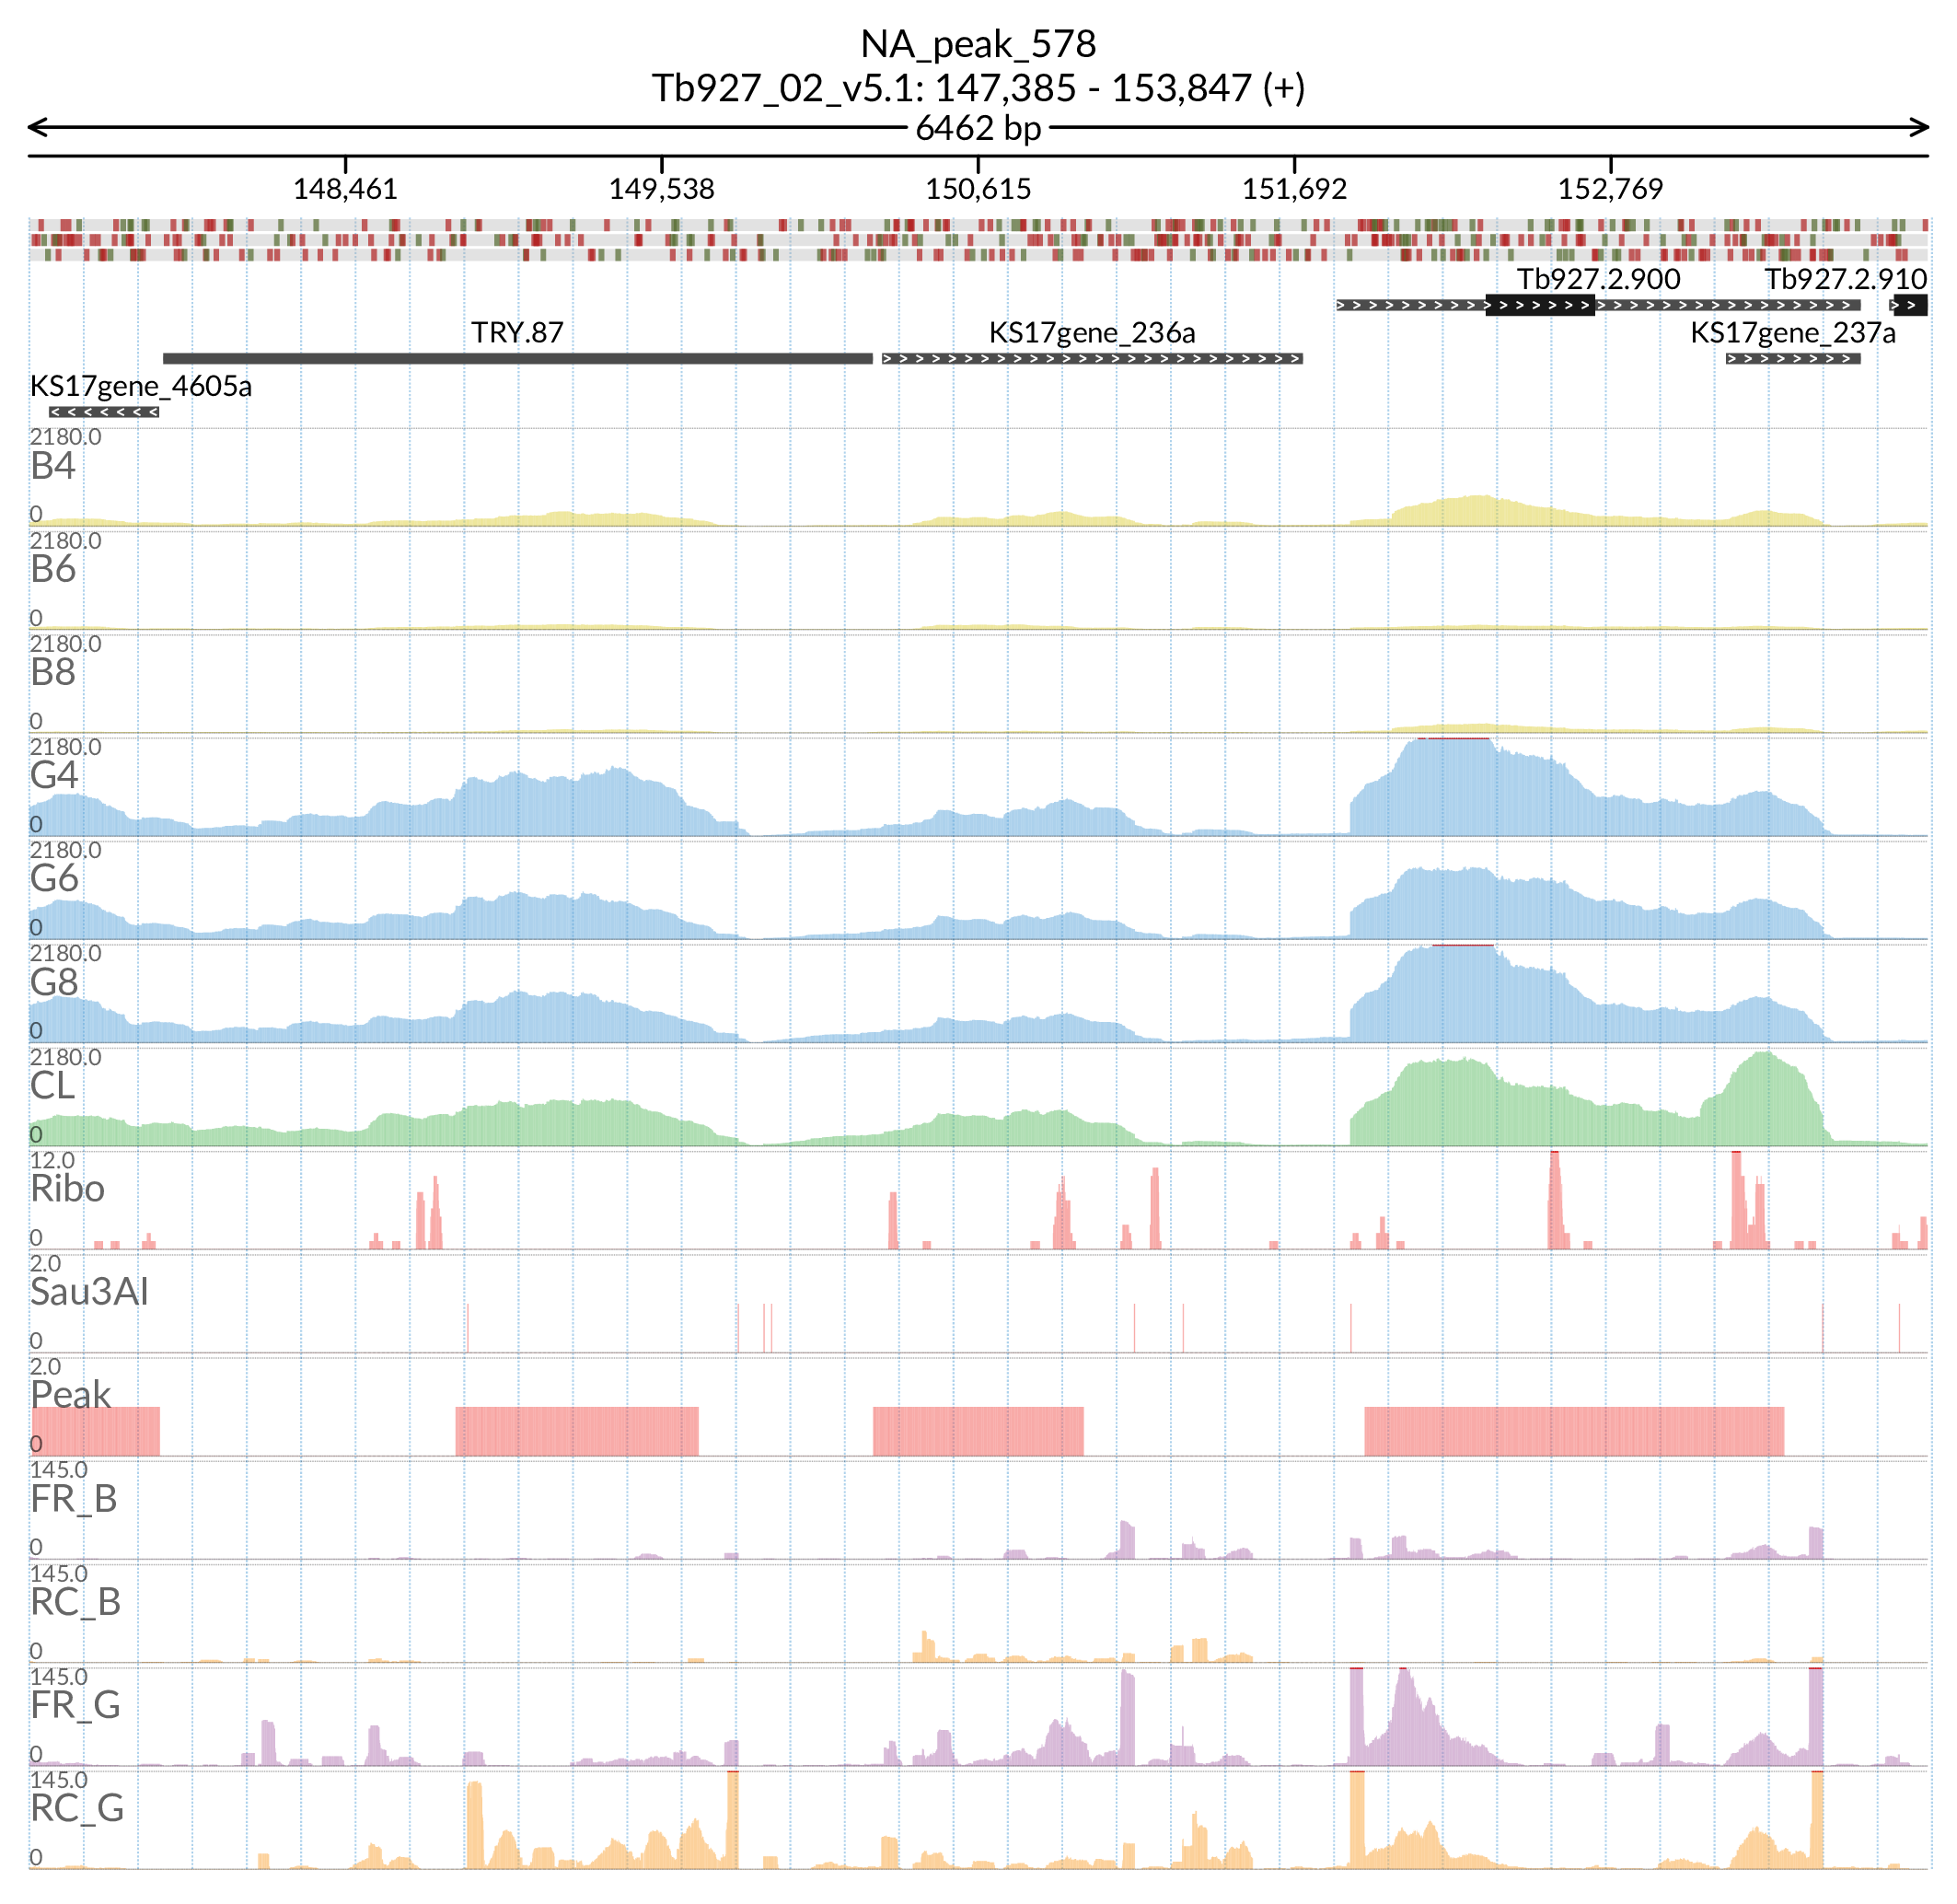 NA_peak_578
Tb927_02_v5.1: 147,385 - 153,847 (+)
6462 bp
148,461 149,538 150,615 151,692 152,769
Tb927.2.900 Tb927.2.910
TRY.87 KS17gene_236a KS17gene_237a
KS17gene_4605a
2180.0
B4
0
2180.0
B6
0
2180.0
B8
0
2180.0
G4
0
2180.0
G6
0
2180.0
G8
0
2180.0
CL
0
12.0
Ribo
0
2.0
Sau3AI
0
2.0
Peak
0
145.0
FR_B
0
145.0
RC_B
0
145.0
FR_G
0
145.0
RC_G
0